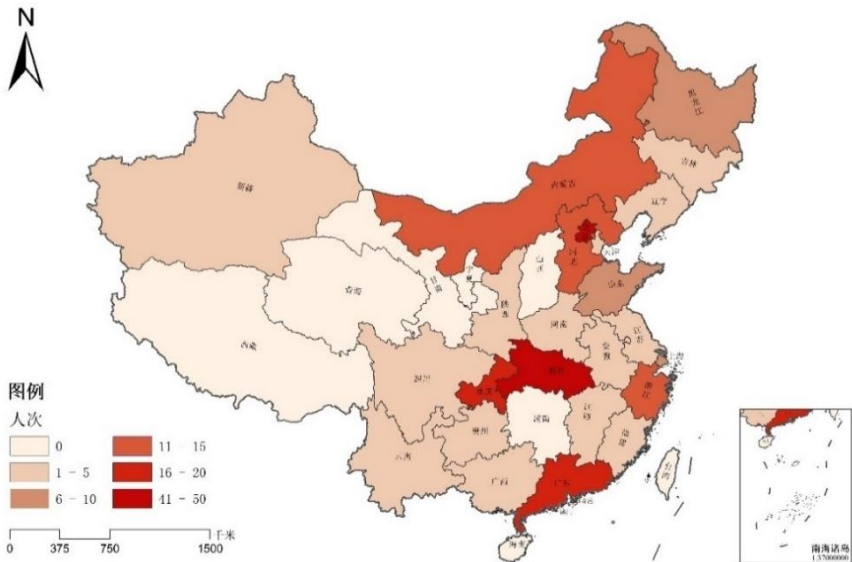 N
黑龙江
吉林
辽宁
内蒙古
新疆
河北
天津
山西
山东
宁夏
甘肃
青海
陕西
河南
江苏
安徽
上海
西藏
四川
重庆
湖北
浙江
湖南
江西
福建
贵州
云南
广西
广东
台湾
海南
图例
人次
0
11 - 15
1 - 5
16 - 20
6 - 10
41 - 50
千米
0 375 750 1500
南海诸岛
1:37000000